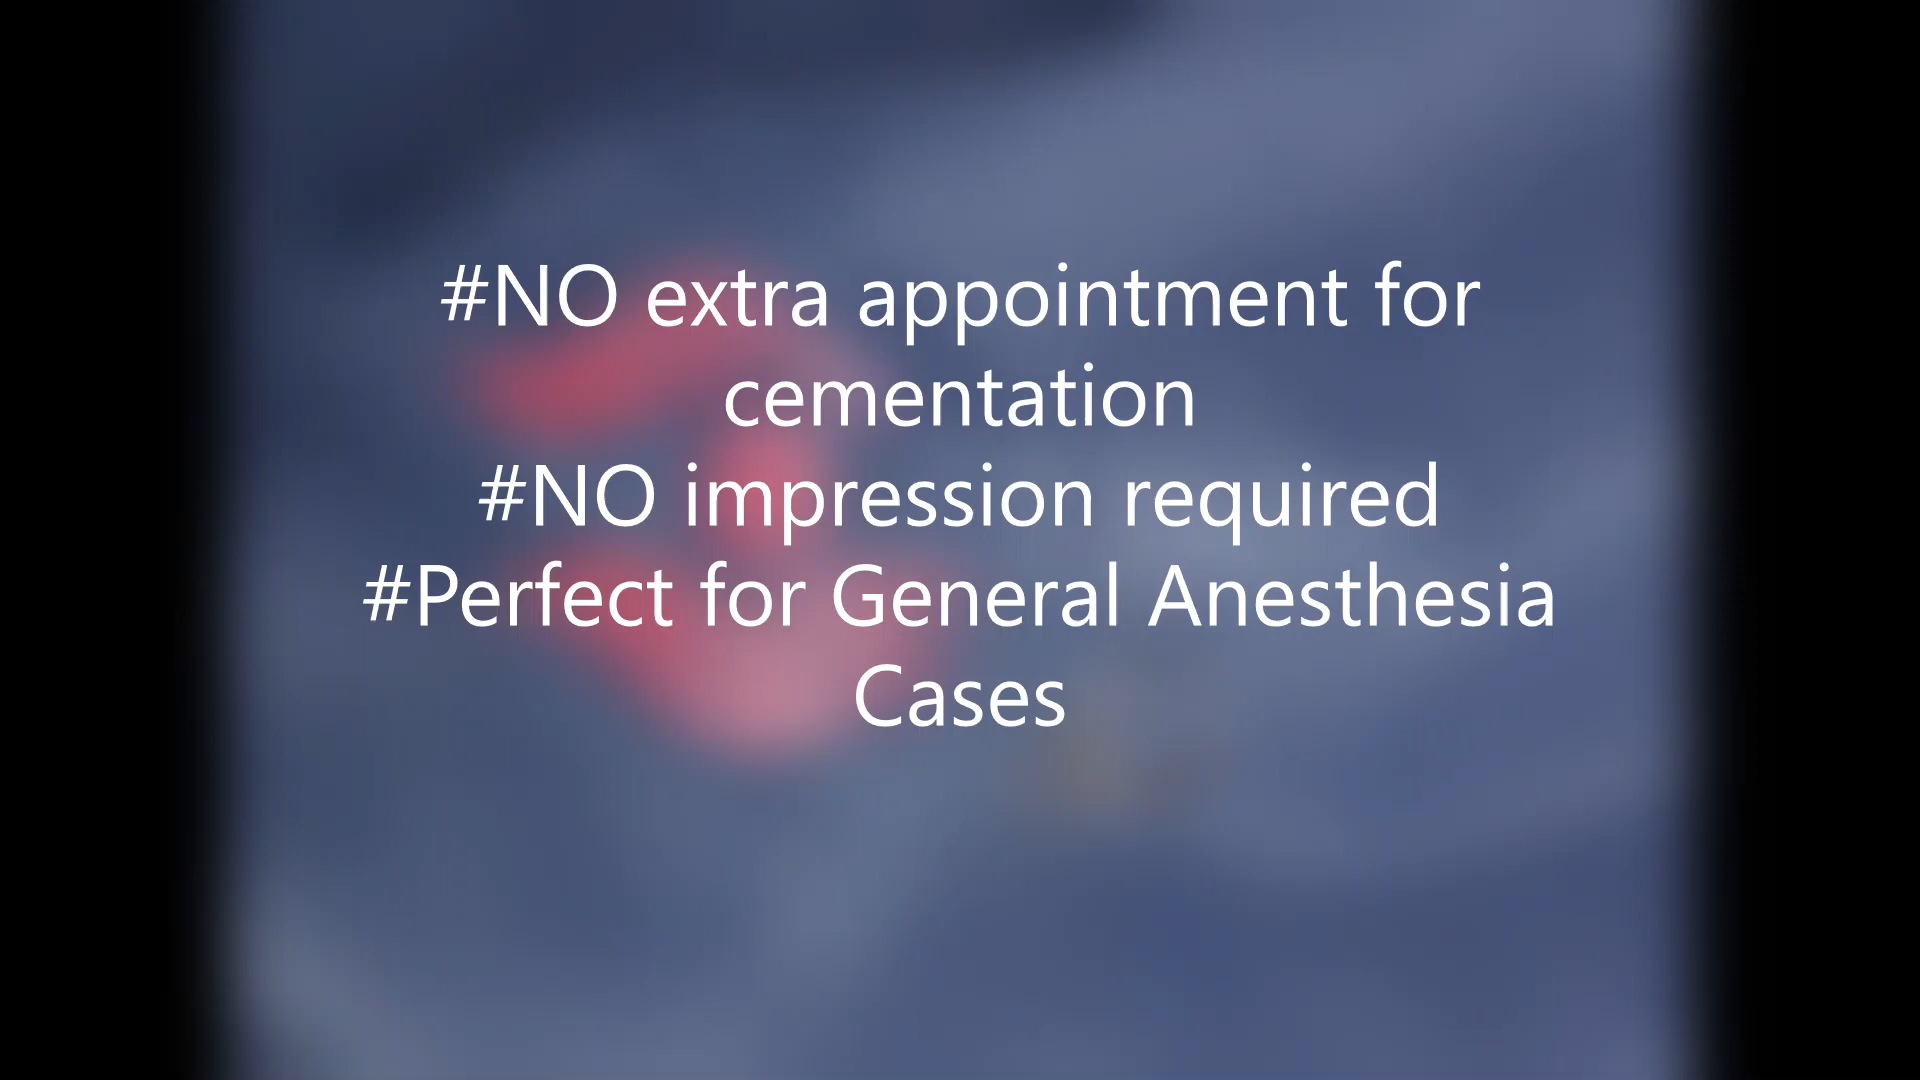 #NO extra appointment for
cementation
#NO impression required
#Perfect for General Anesthesia
Cases